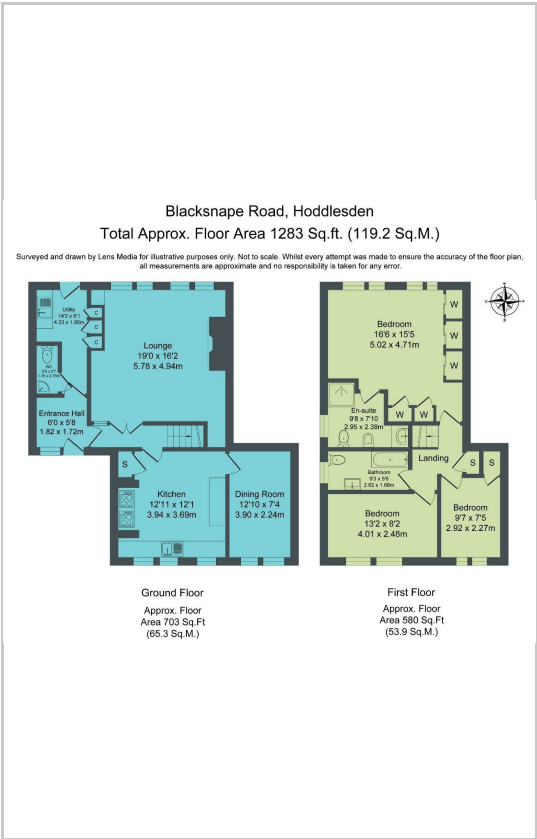 Blacksnape Road, Hoddlesden
Total Approx. Floor Area 1283 Sq.ft. (119.2 Sq.M.)
Surveyed and drawn by Lens Media for illustrative purposes only. Not to scale. Whilst every attempt was made to ensure the accuracy of the floor plan,
all measurements are approximate and no responsibility is taken for any error.
Utility
14'2 x 6'1
4.33 x 1.85m
C
C
C
Lounge
19'0 x 16'2
5.78 x 4.94m
WC
Entrance Hall
6'0 x 5'8
1.82 x 1.72m
S
Kitchen
12'11 x 12'1
3.94 x 3.69m
Dining Room
12'10 x 7'4
3.90 x 2.24m
Ground Floor
Approx. Floor
Area 703 Sq.Ft
(65.3 Sq.M.)
Bedroom
16'6 x 15'5
5.02 x 4.71m
W
W
W
W
W
En-suite
9'8 x 7'10
2.95 x 2.38m
Landing
Bathroom
9'3 x 5'6
2.82 x 1.68m
S
S
Bedroom
13'2 x 8'2
4.01 x 2.48m
Bedroom
9'7 x 7'5
2.92 x 2.27m
First Floor
Approx. Floor
Area 580 Sq.Ft
(53.9 Sq.M.)